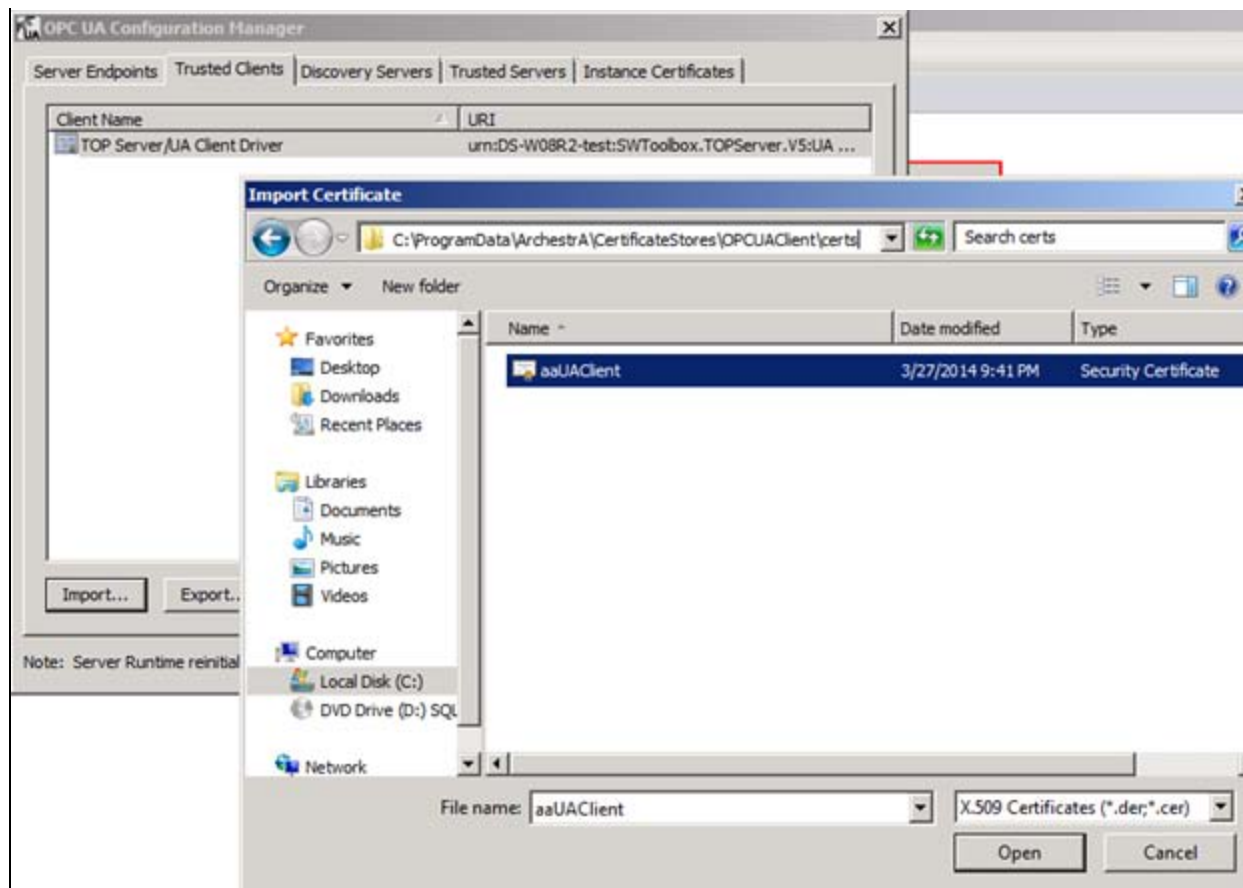 OPC UA Configuration Manager
Server Endpoints Trusted Clients Discovery Servers Trusted Servers Instance Certificates
Client Name URI
TOP Server/UA Client Driver urn:DS-W08R2-test:SWToolbox.TOPServer.V5:UA ...
Import Certificate
C:\ProgramData\ArchestrA\CertificateStores\OPCUAClient\certs Search certs
Organize New folder
Name Date modified Type
aaUAClient 3/27/2014 9:41 PM Security Certificate
Favorites
Desktop
Downloads
Recent Places
Libraries
Documents
Music
Pictures
Videos
Computer
Local Disk (C:)
DVD Drive (D:) SQL
Network
Import... Export..
Note: Server Runtime reinitial
File name: aaUAClient X.509 Certificates (*.der;*.cer)
Open Cancel